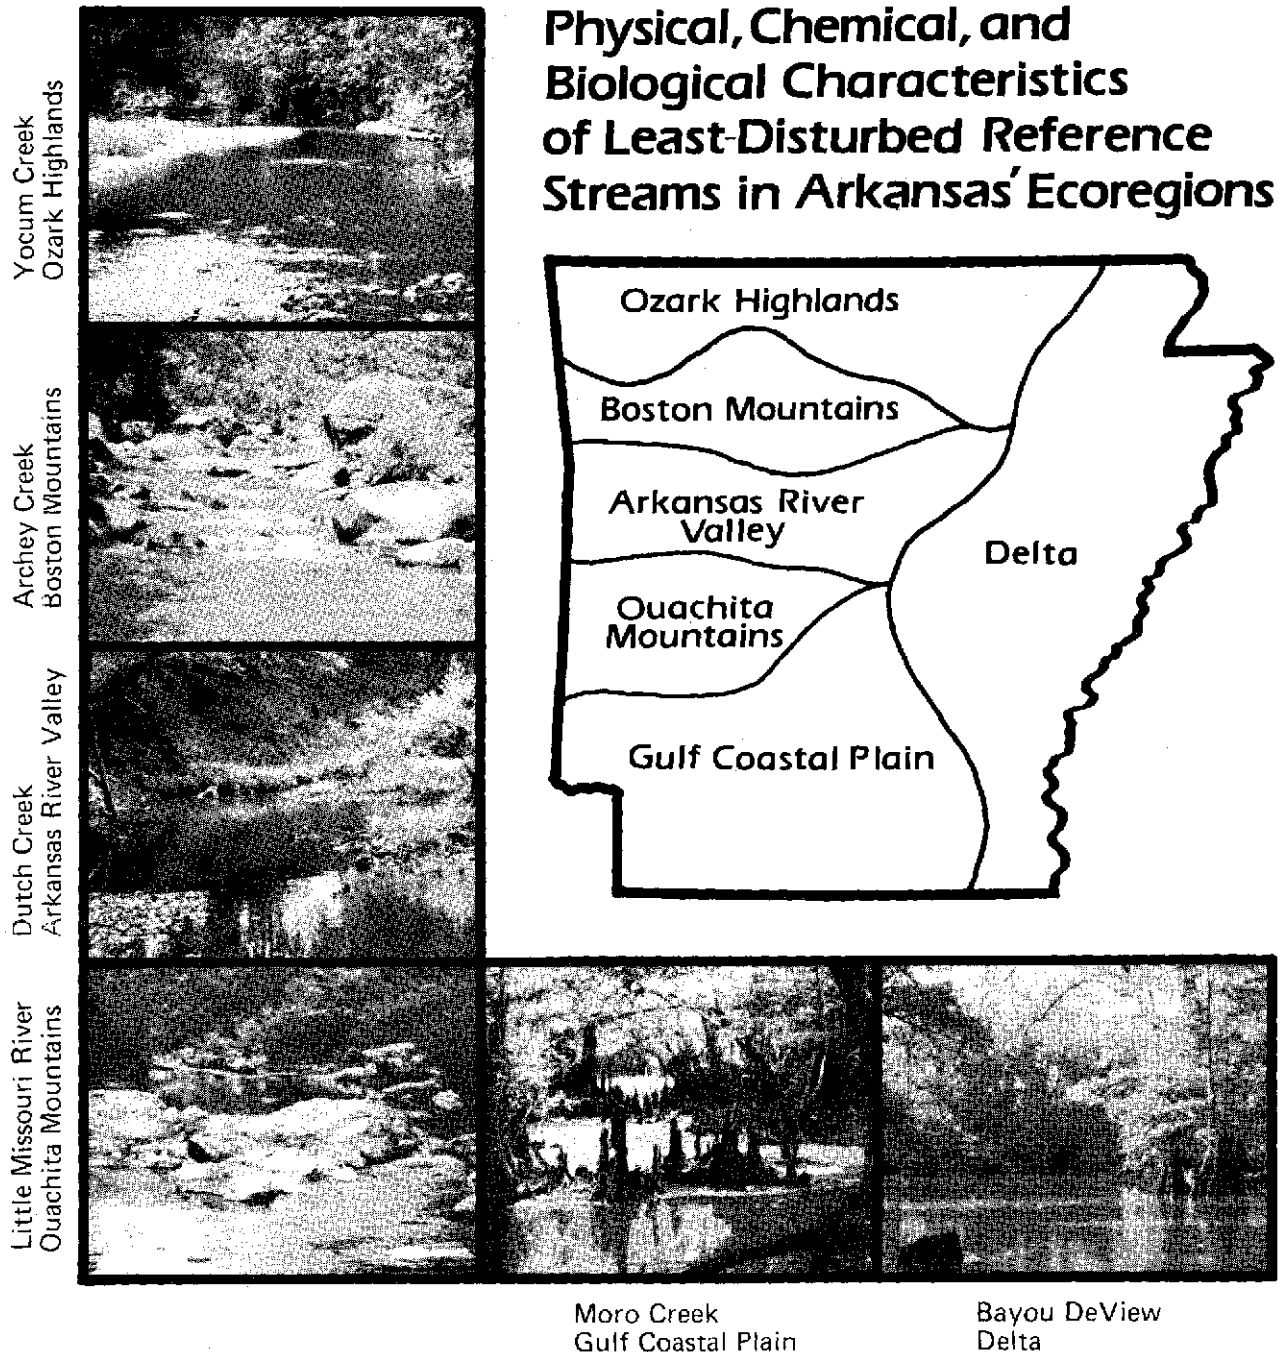 Physical, Chemical, and
Biological Characteristics
of Least-Disturbed Reference
Streams in Arkansas' Ecoregions
Yocum Creek
Ozark Highlands
Archey Creek
Boston Mountains
Dutch Creek
Arkansas River Valley
Little Missouri River
Ouachita Mountains
Ozark Highlands
Boston Mountains
Arkansas River
Valley
Delta
Ouachita
Mountains
Gulf Coastal Plain
Moro Creek
Gulf Coastal Plain
Bayou DeView
Delta